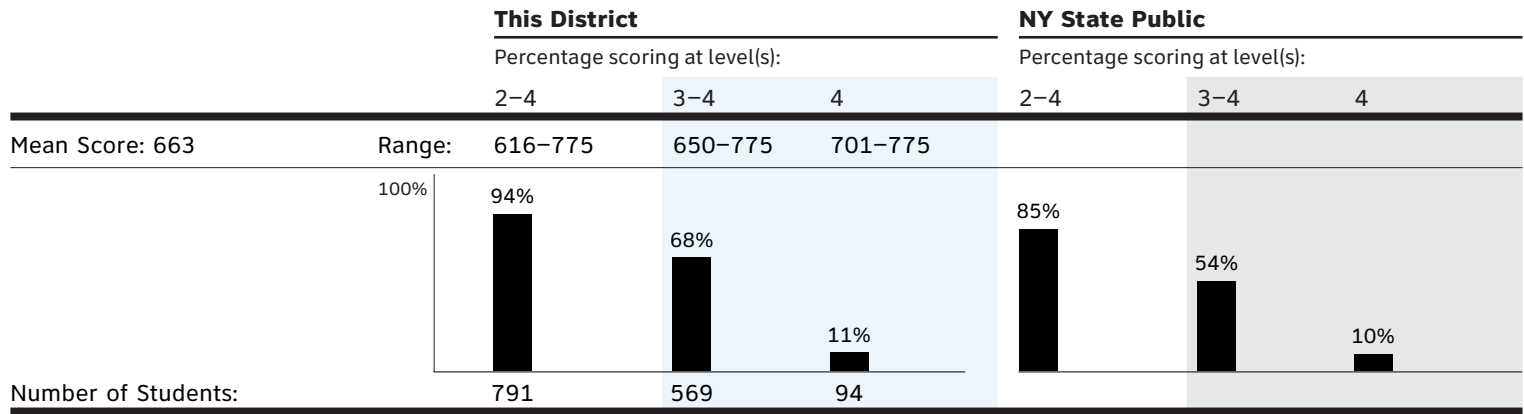 This District NY State Public
Percentage scoring at level(s): Percentage scoring at level(s):
2–4 3–4 4 2–4 3–4 4
Mean Score: 663 Range: 616–775 650–775 701–775
100%
94% 68% 11% 85% 54% 10%
Number of Students: 791 569 94